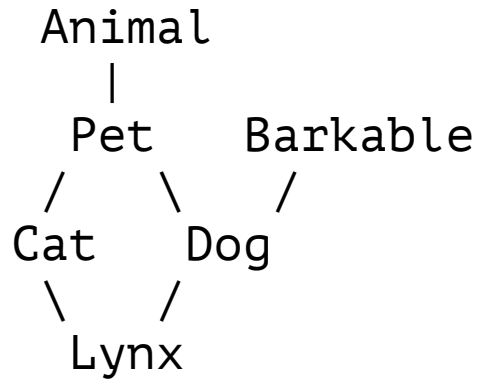 Animal
|
Pet Barkable
/ \ /
Cat Dog
\ /
Lynx